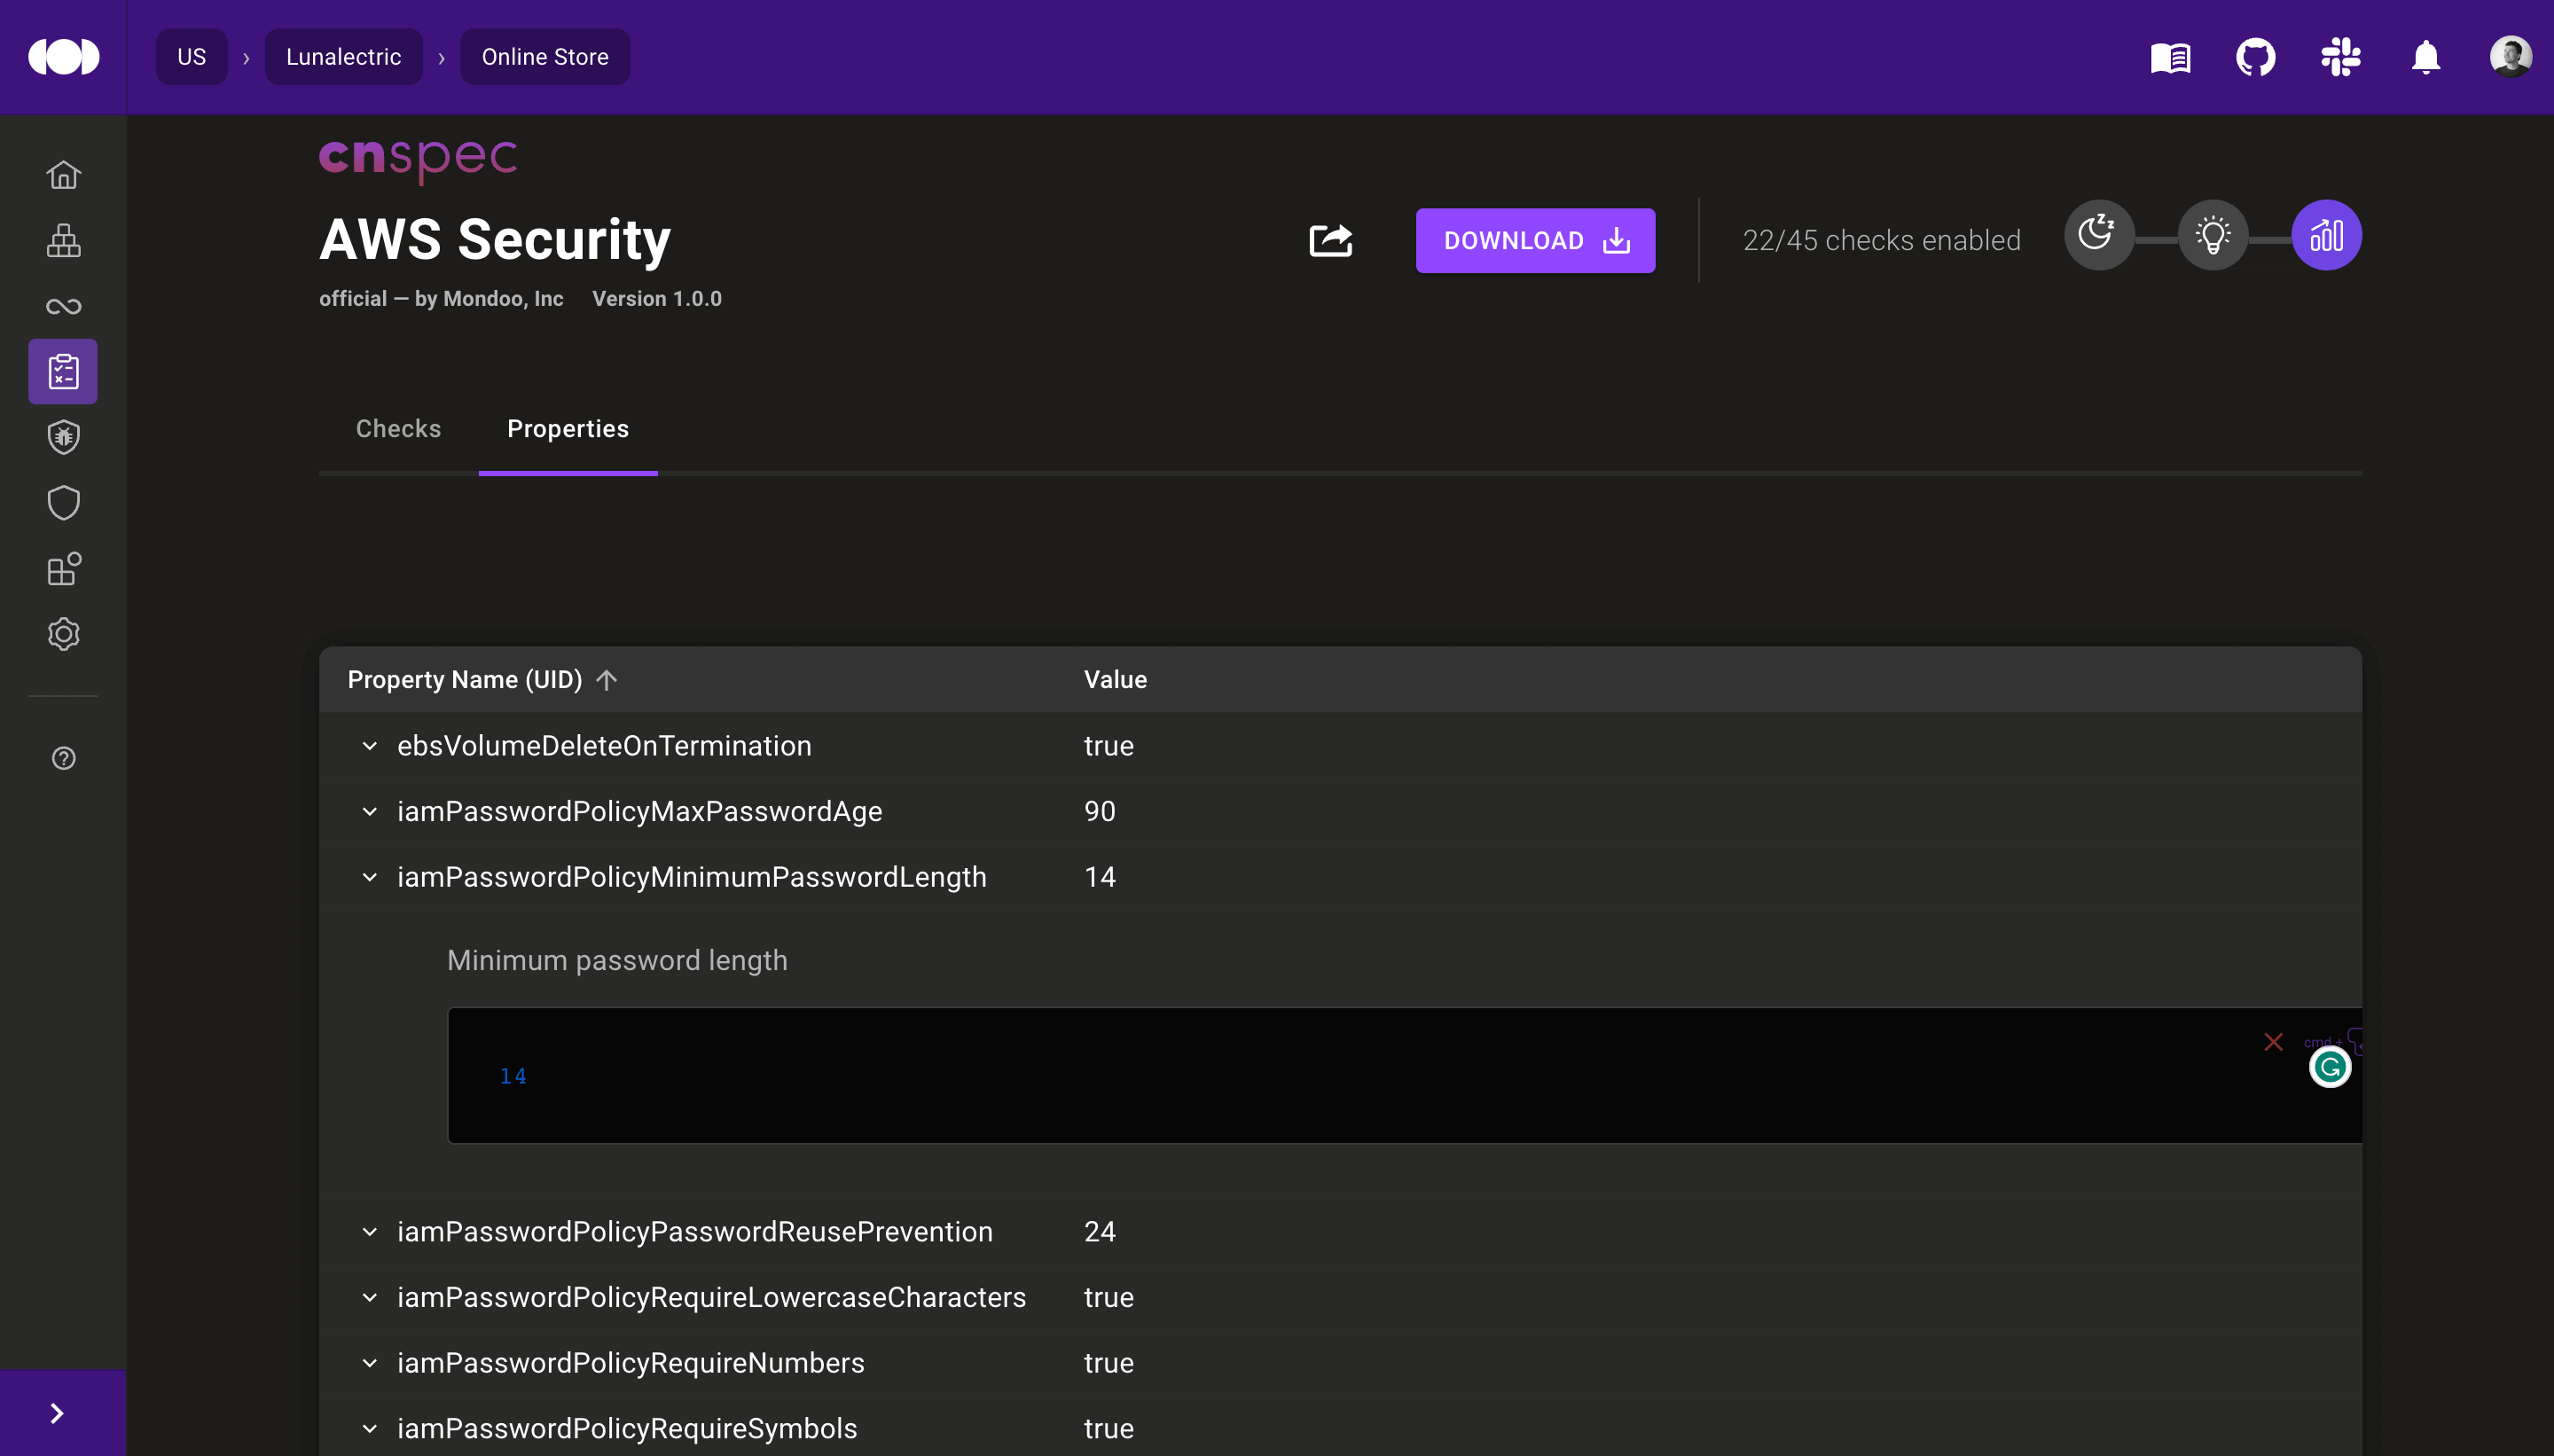 US › Lunalectric › Online Store
cnspec
AWS Security
official — by Mondoo, Inc Version 1.0.0
DOWNLOAD
22/45 checks enabled
Checks Properties
Property Name (UID) Value
ebsVolumeDeleteOnTermination true
iamPasswordPolicyMaxPasswordAge 90
iamPasswordPolicyMinimumPasswordLength 14
Minimum password length
cmd +
14
iamPasswordPolicyPasswordReusePrevention 24
iamPasswordPolicyRequireLowercaseCharacters true
iamPasswordPolicyRequireNumbers true
iamPasswordPolicyRequireSymbols true